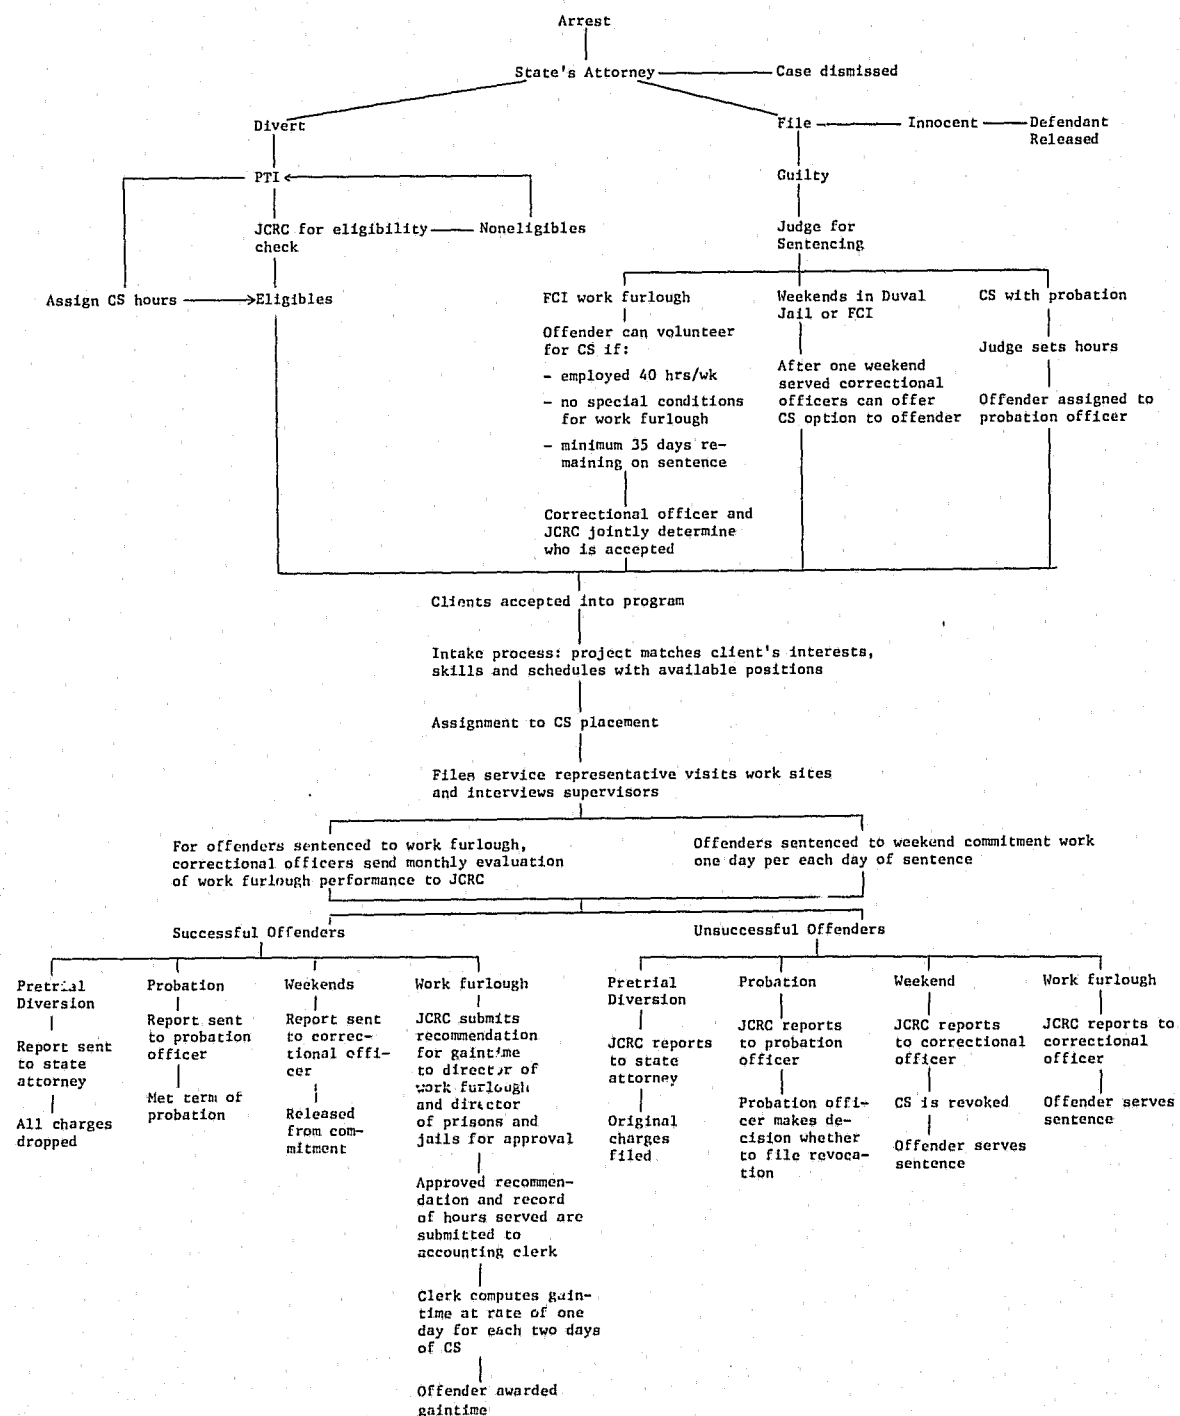 Arrest
State's Attorney
Case dismissed
Divert
File
Innocent
Defendant
Released
PTI
Guilty
JCRC for eligibility
check
Noneligibles
Judge for
Sentencing
Assign CS hours
Eligibles
FCI work furlough
Offender can volunteer
for CS if:
- employed 40 hrs/wk
- no special conditions
for work furlough
- minimum 35 days re-
maining on sentence
Correctional officer and
JCRC jointly determine
who is accepted
Weekends in Duval
Jail or FCI
After one weekend
served correctional
officers can offer
CS option to offender
CS with probation
Judge sets hours
Offender assigned to
probation officer
Clients accepted into program
Intake process: project matches client's interests,
skills and schedules with available positions
Assignment to CS placement
Files service representative visits work sites
and interviews supervisors
For offenders sentenced to work furlough,
correctional officers send monthly evaluation
of work furlough performance to JCRC
Offenders sentenced to weekend commitment work
one day per each day of sentence
Successful Offenders
Pretrial
Diversion
Report sent
to state
attorney
All charges
dropped
Probation
Report sent
to probation
officer
Met term of
probation
Weekends
Report sent
to correc-
tional offi-
cer
Released
from com-
mitment
Work furlough
JCRC submits
recommendation
for gaintime
to director of
work furlough
and director
of prisons and
jails for approval
Approved recommen-
dation and record
of hours served are
submitted to
accounting clerk
Clerk computes gain-
time at rate of one
day for each two days
of CS
Offender awarded
gaintime
Unsuccessful Offenders
Pretrial
Diversion
JCRC reports
to state
attorney
Original
charges
filed
Probation
JCRC reports
to probation
officer
Probation offi-
cer makes de-
cision whether
to file revoca-
tion
Weekend
JCRC reports
to correctional
officer
CS is revoked
Offender serves
sentence
Work furlough
JCRC reports to
correctional
officer
Offender serves
sentence